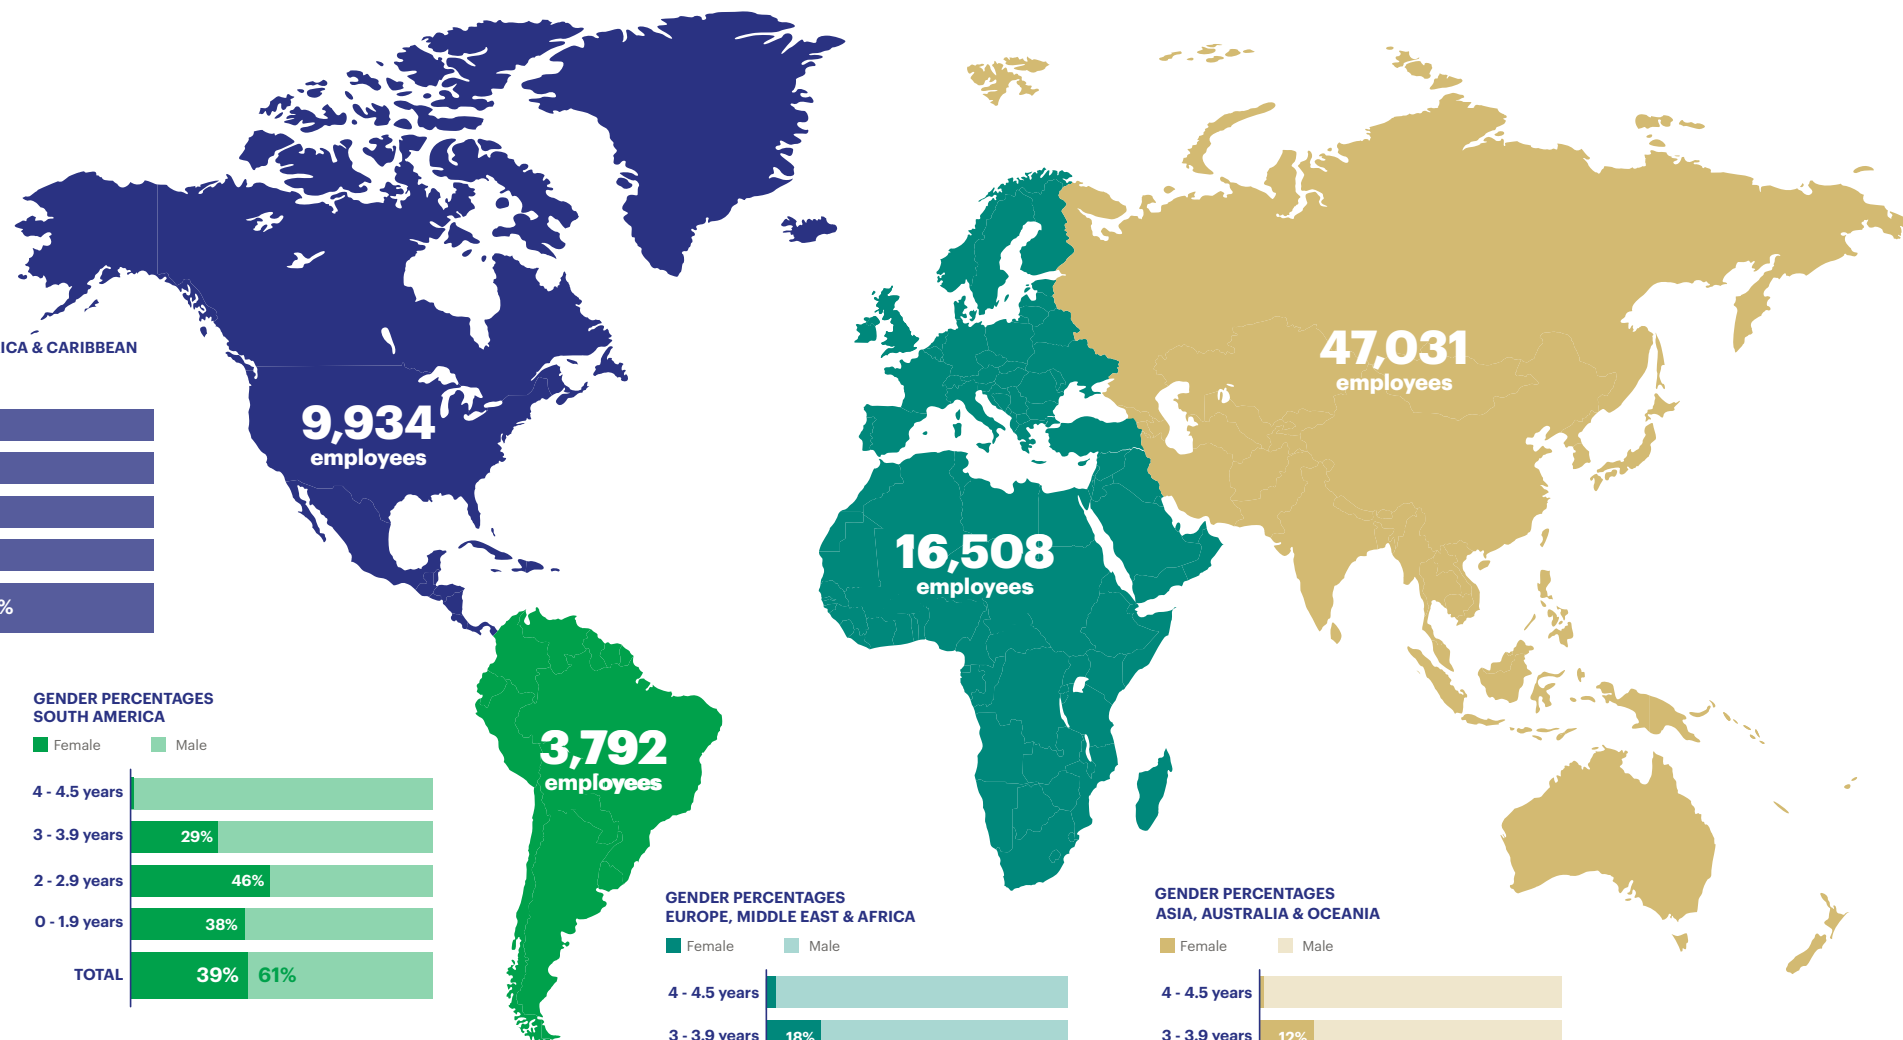 47,031
employees
ICA & CARIBBEAN
9,934
employees
16,508
employees
%
GENDER PERCENTAGES
SOUTH AMERICA
Female
Male
3,792
employees
4 - 4.5 years
3 - 3.9 years
29%
2 - 2.9 years
46%
0 - 1.9 years
38%
TOTAL
39%
61%
GENDER PERCENTAGES
EUROPE, MIDDLE EAST & AFRICA
Female
Male
4 - 4.5 years
3 - 3.9 years
18%
GENDER PERCENTAGES
ASIA, AUSTRALIA & OCEANIA
Female
Male
4 - 4.5 years
3 - 3.9 years
12%